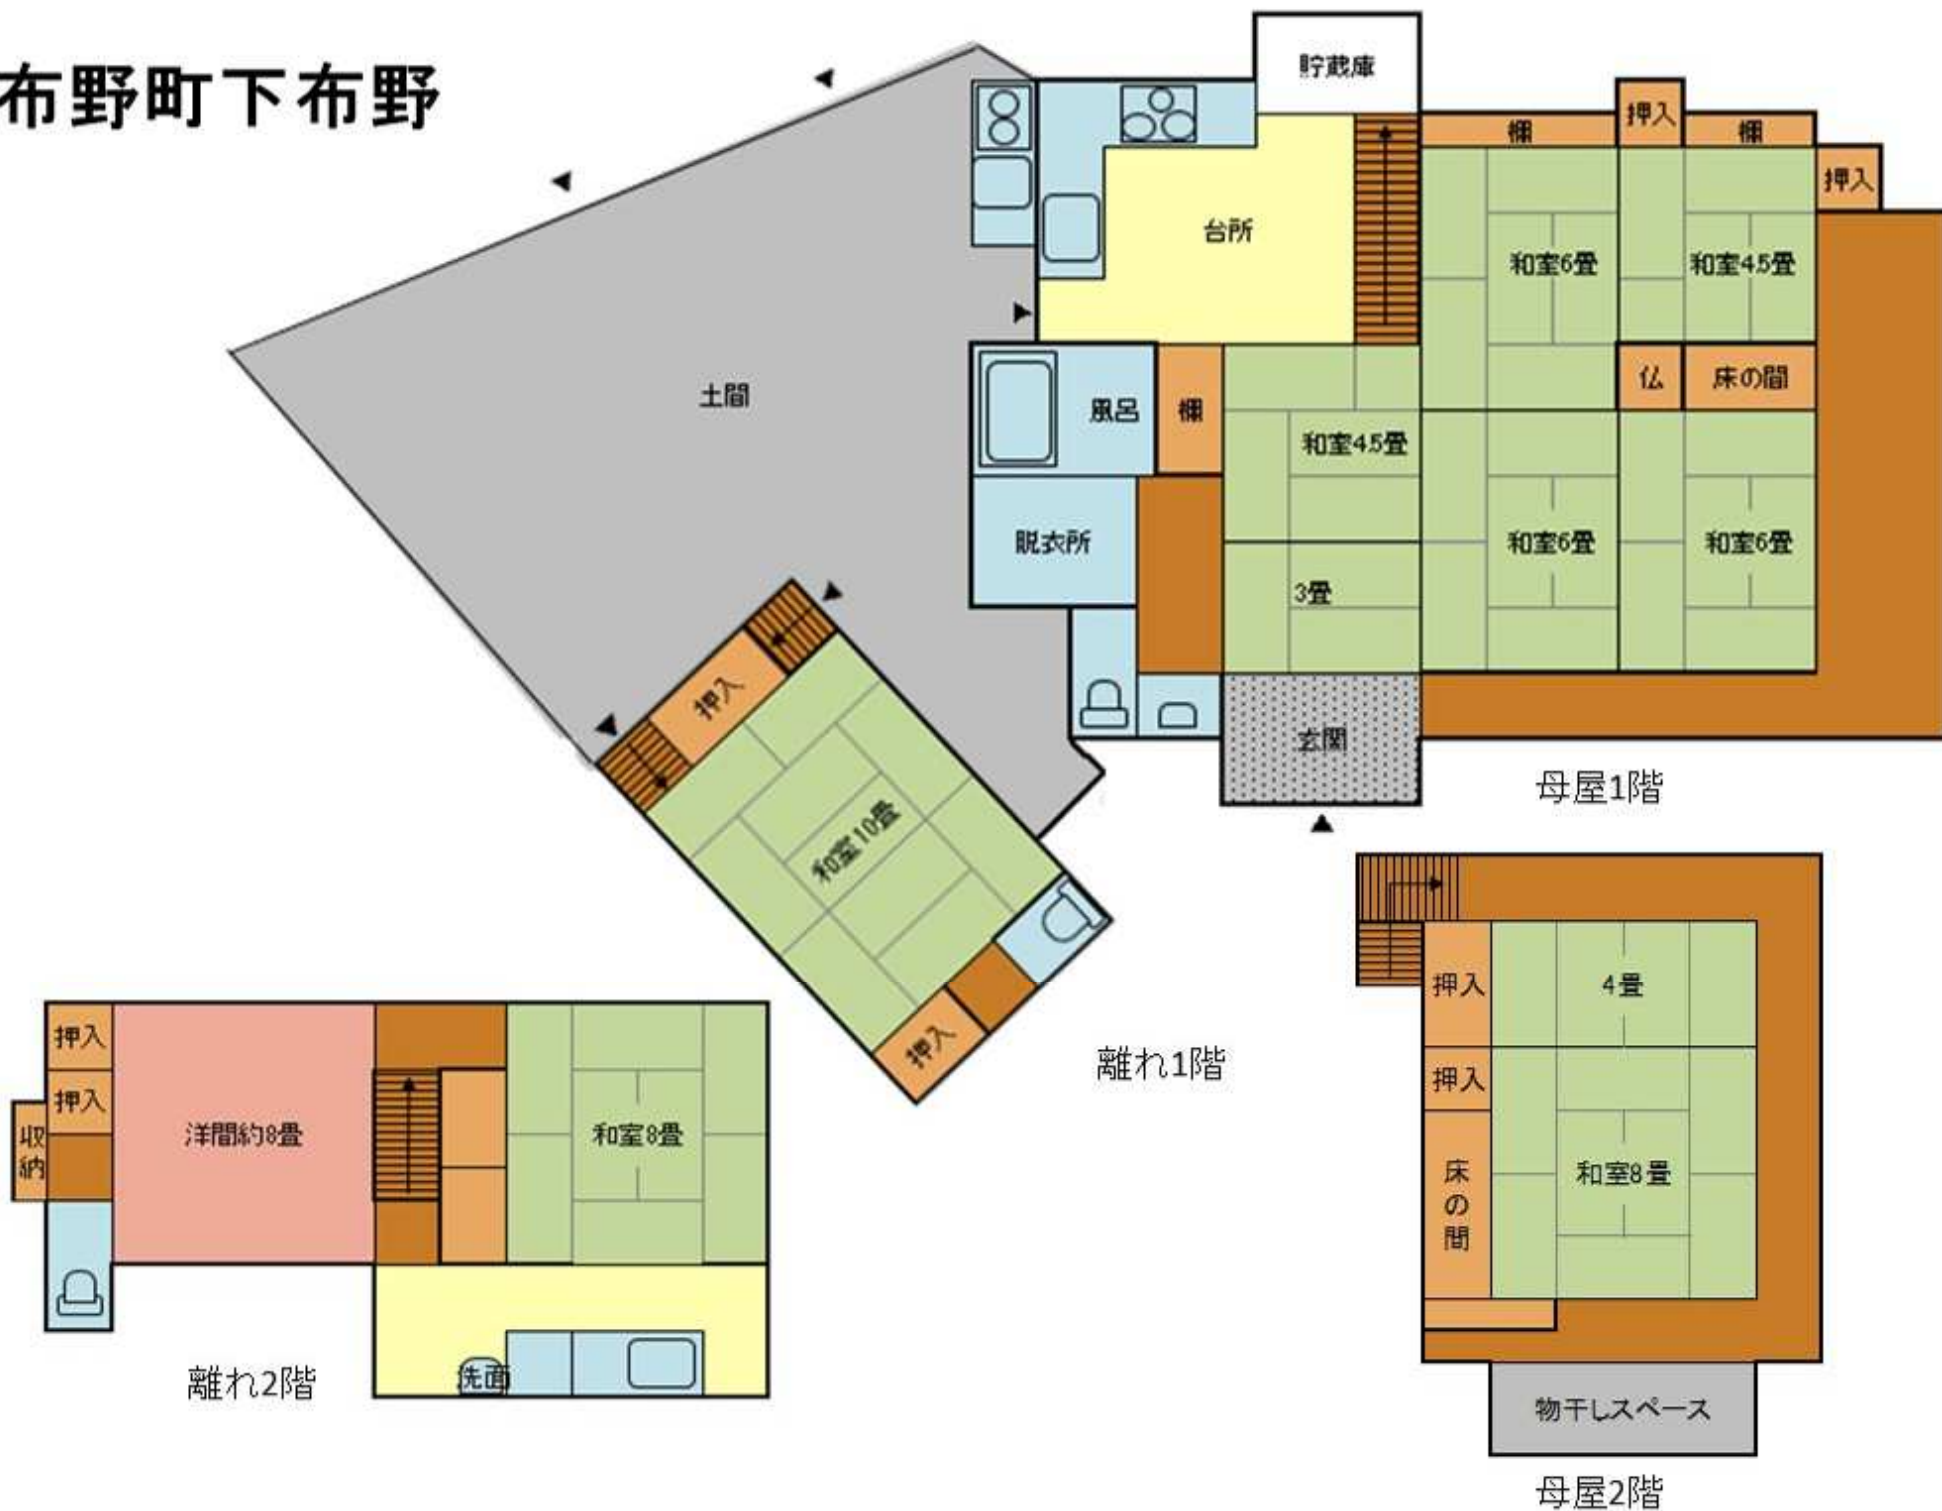 布野町下布野
貯蔵庫
押入
棚
棚
押入
台所
和室6畳
和室4.5畳
土間
風呂
棚
仏
床の間
和室4.5畳
脱衣所
和室6畳
和室6畳
3畳
押入
玄関
母屋1階
和室10畳
押入
離れ1階
押入
4畳
押入
押入
押入
収納
洋間約8畳
和室8畳
床の間
和室8畳
洗面
離れ2階
物干しスペース
母屋2階